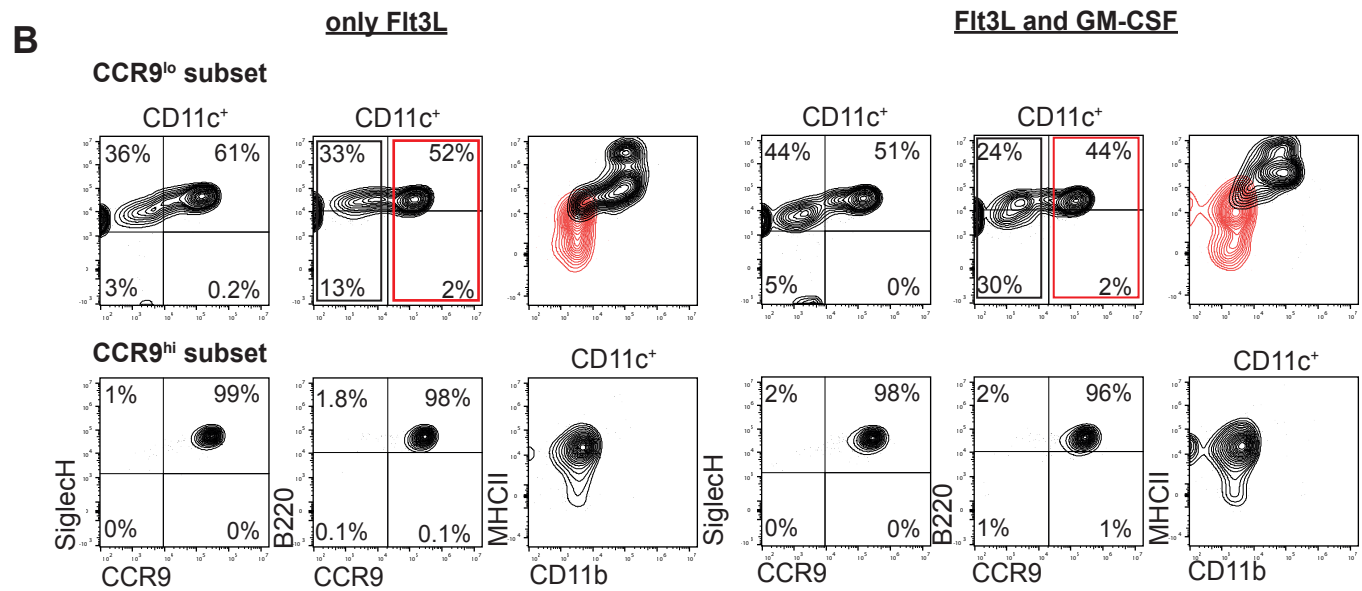 B
only Flt3L
Flt3L and GM-CSF
CCR9lo subset
CD11c+ CD11c+ CD11c+ CD11c+
36% 61% 33% 52% 44% 51% 24% 44%
3% 0.2% 13% 2% 5% 0% 30% 2%
CCR9hi subset
CD11c+ CD11c+
1% 99% 1.8% 98% 2% 98% 2% 96%
0% 0% 0.1% 0.1% 0% 0% 1% 1%
SiglecH B220 MHCII SiglecH B220 MHCII
CCR9 CCR9 CD11b CCR9 CCR9 CD11b